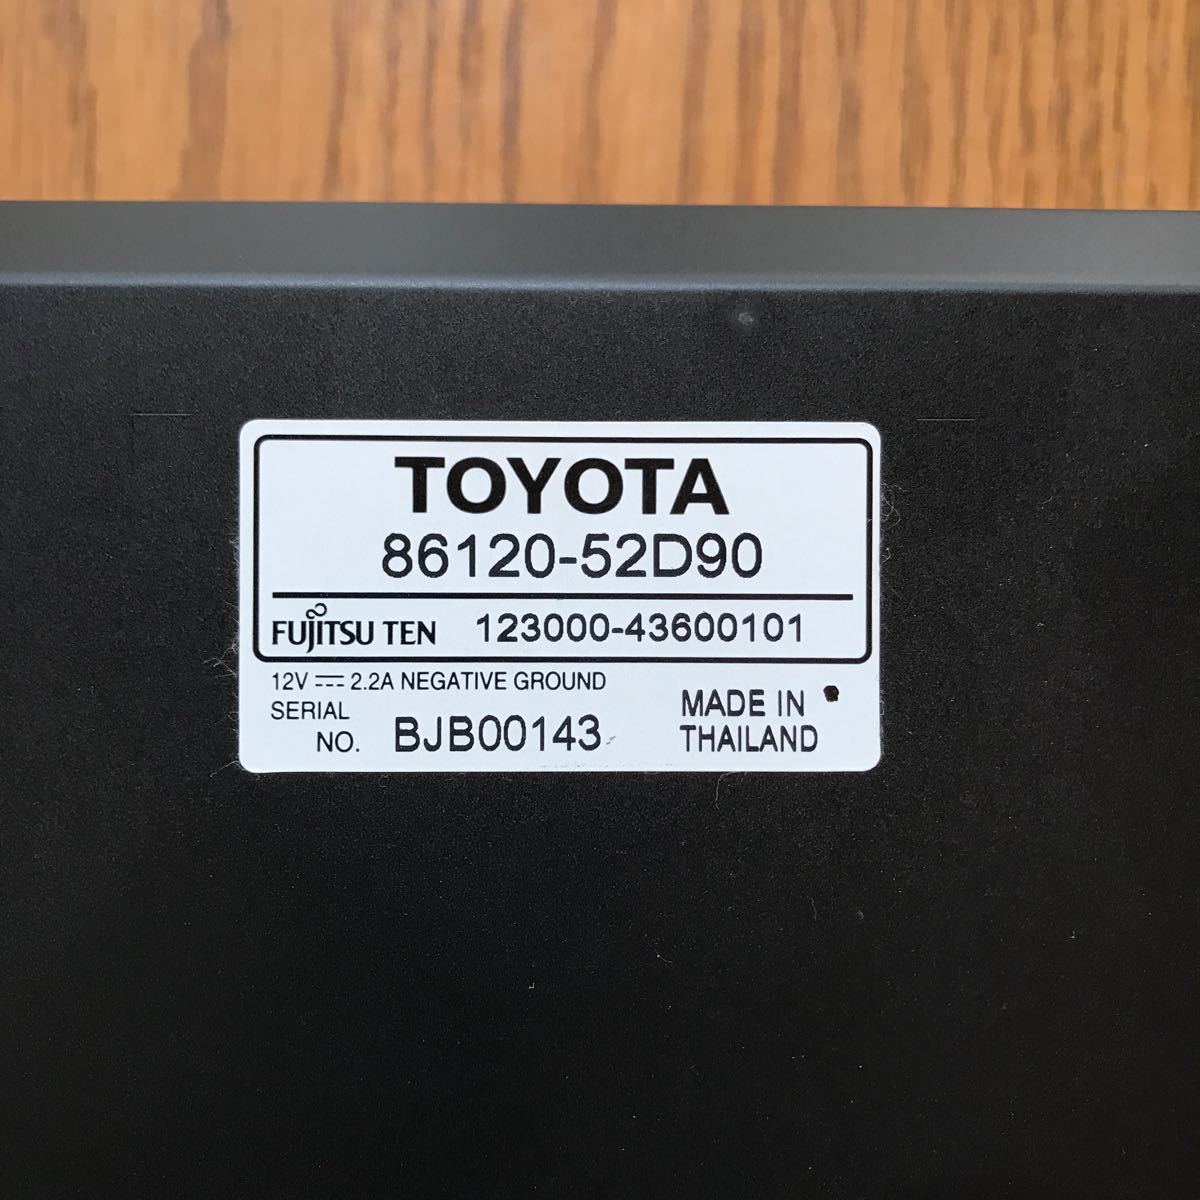 TOYOTA
86120-52D90
FUJITSU TEN 123000-43600101
12V ⎓ 2.2A NEGATIVE GROUND
SERIAL NO. BJB00143
MADE IN THAILAND